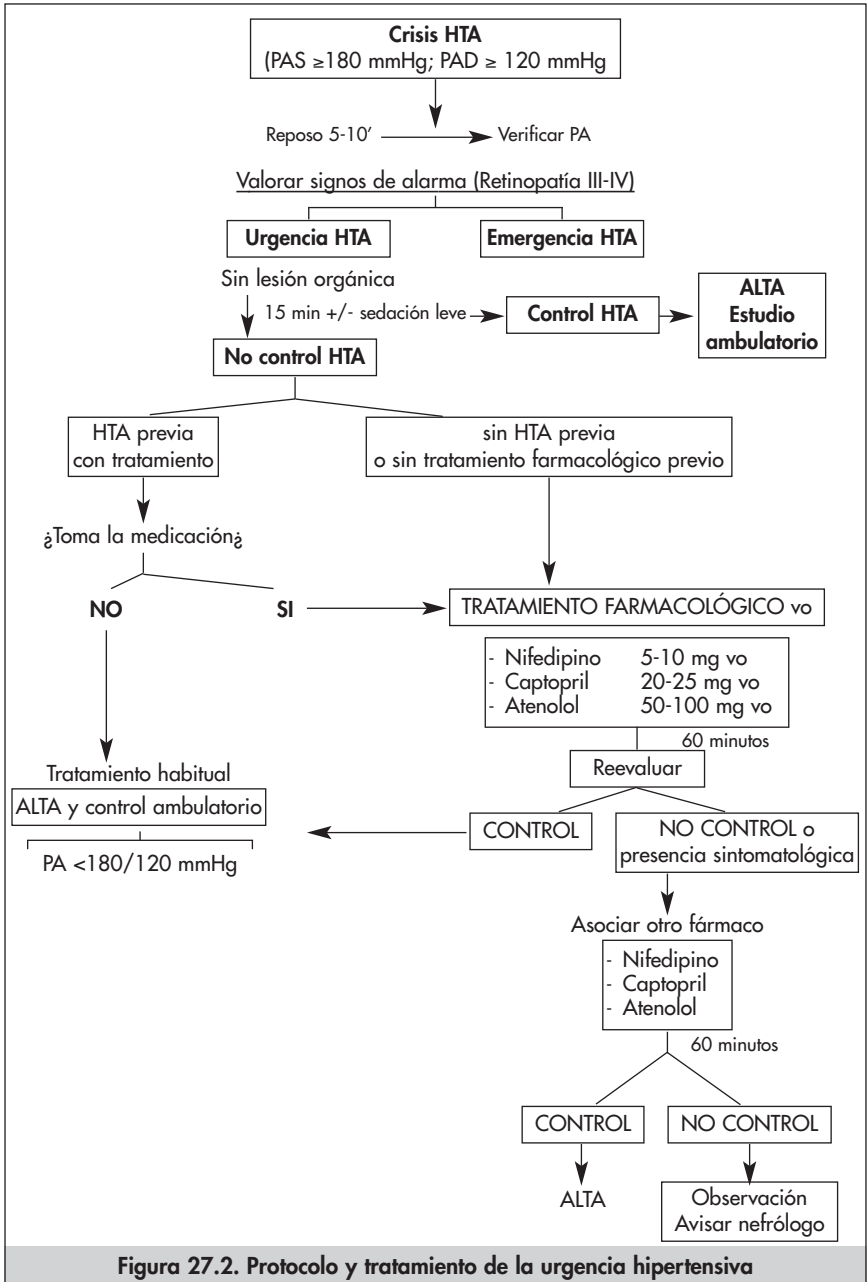 Crisis HTA
(PAS ≥180 mmHg; PAD ≥ 120 mmHg
Reposo 5-10’ Verificar PA
Valorar signos de alarma (Retinopatía III-IV)
Urgencia HTA Emergencia HTA
Sin lesión orgánica
15 min +/- sedación leve Control HTA
ALTA
Estudio
ambulatorio
No control HTA
HTA previa
con tratamiento
sin HTA previa
o sin tratamiento farmacológico previo
¿Toma la medicación¿
NO SI
TRATAMIENTO FARMACOLÓGICO vo
- Nifedipino 5-10 mg vo
- Captopril 20-25 mg vo
- Atenolol 50-100 mg vo
60 minutos
Reevaluar
Tratamiento habitual
ALTA y control ambulatorio
PA <180/120 mmHg
CONTROL
NO CONTROL o
presencia sintomatológica
Asociar otro fármaco
- Nifedipino
- Captopril
- Atenolol
60 minutos
CONTROL NO CONTROL
ALTA
Observación
Avisar nefrólogo
Figura 27.2. Protocolo y tratamiento de la urgencia hipertensiva